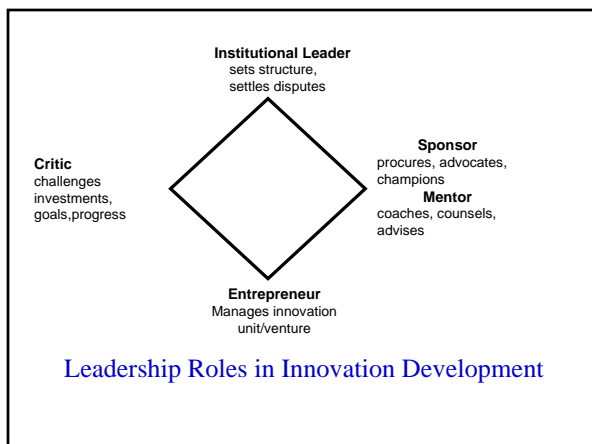 Institutional Leader
sets structure,
settles disputes
Critic
challenges
investments,
goals,progress
Sponsor
procures, advocates,
champions
Mentor
coaches, counsels,
advises
Entrepreneur
Manages innovation
unit/venture
Leadership Roles in Innovation Development